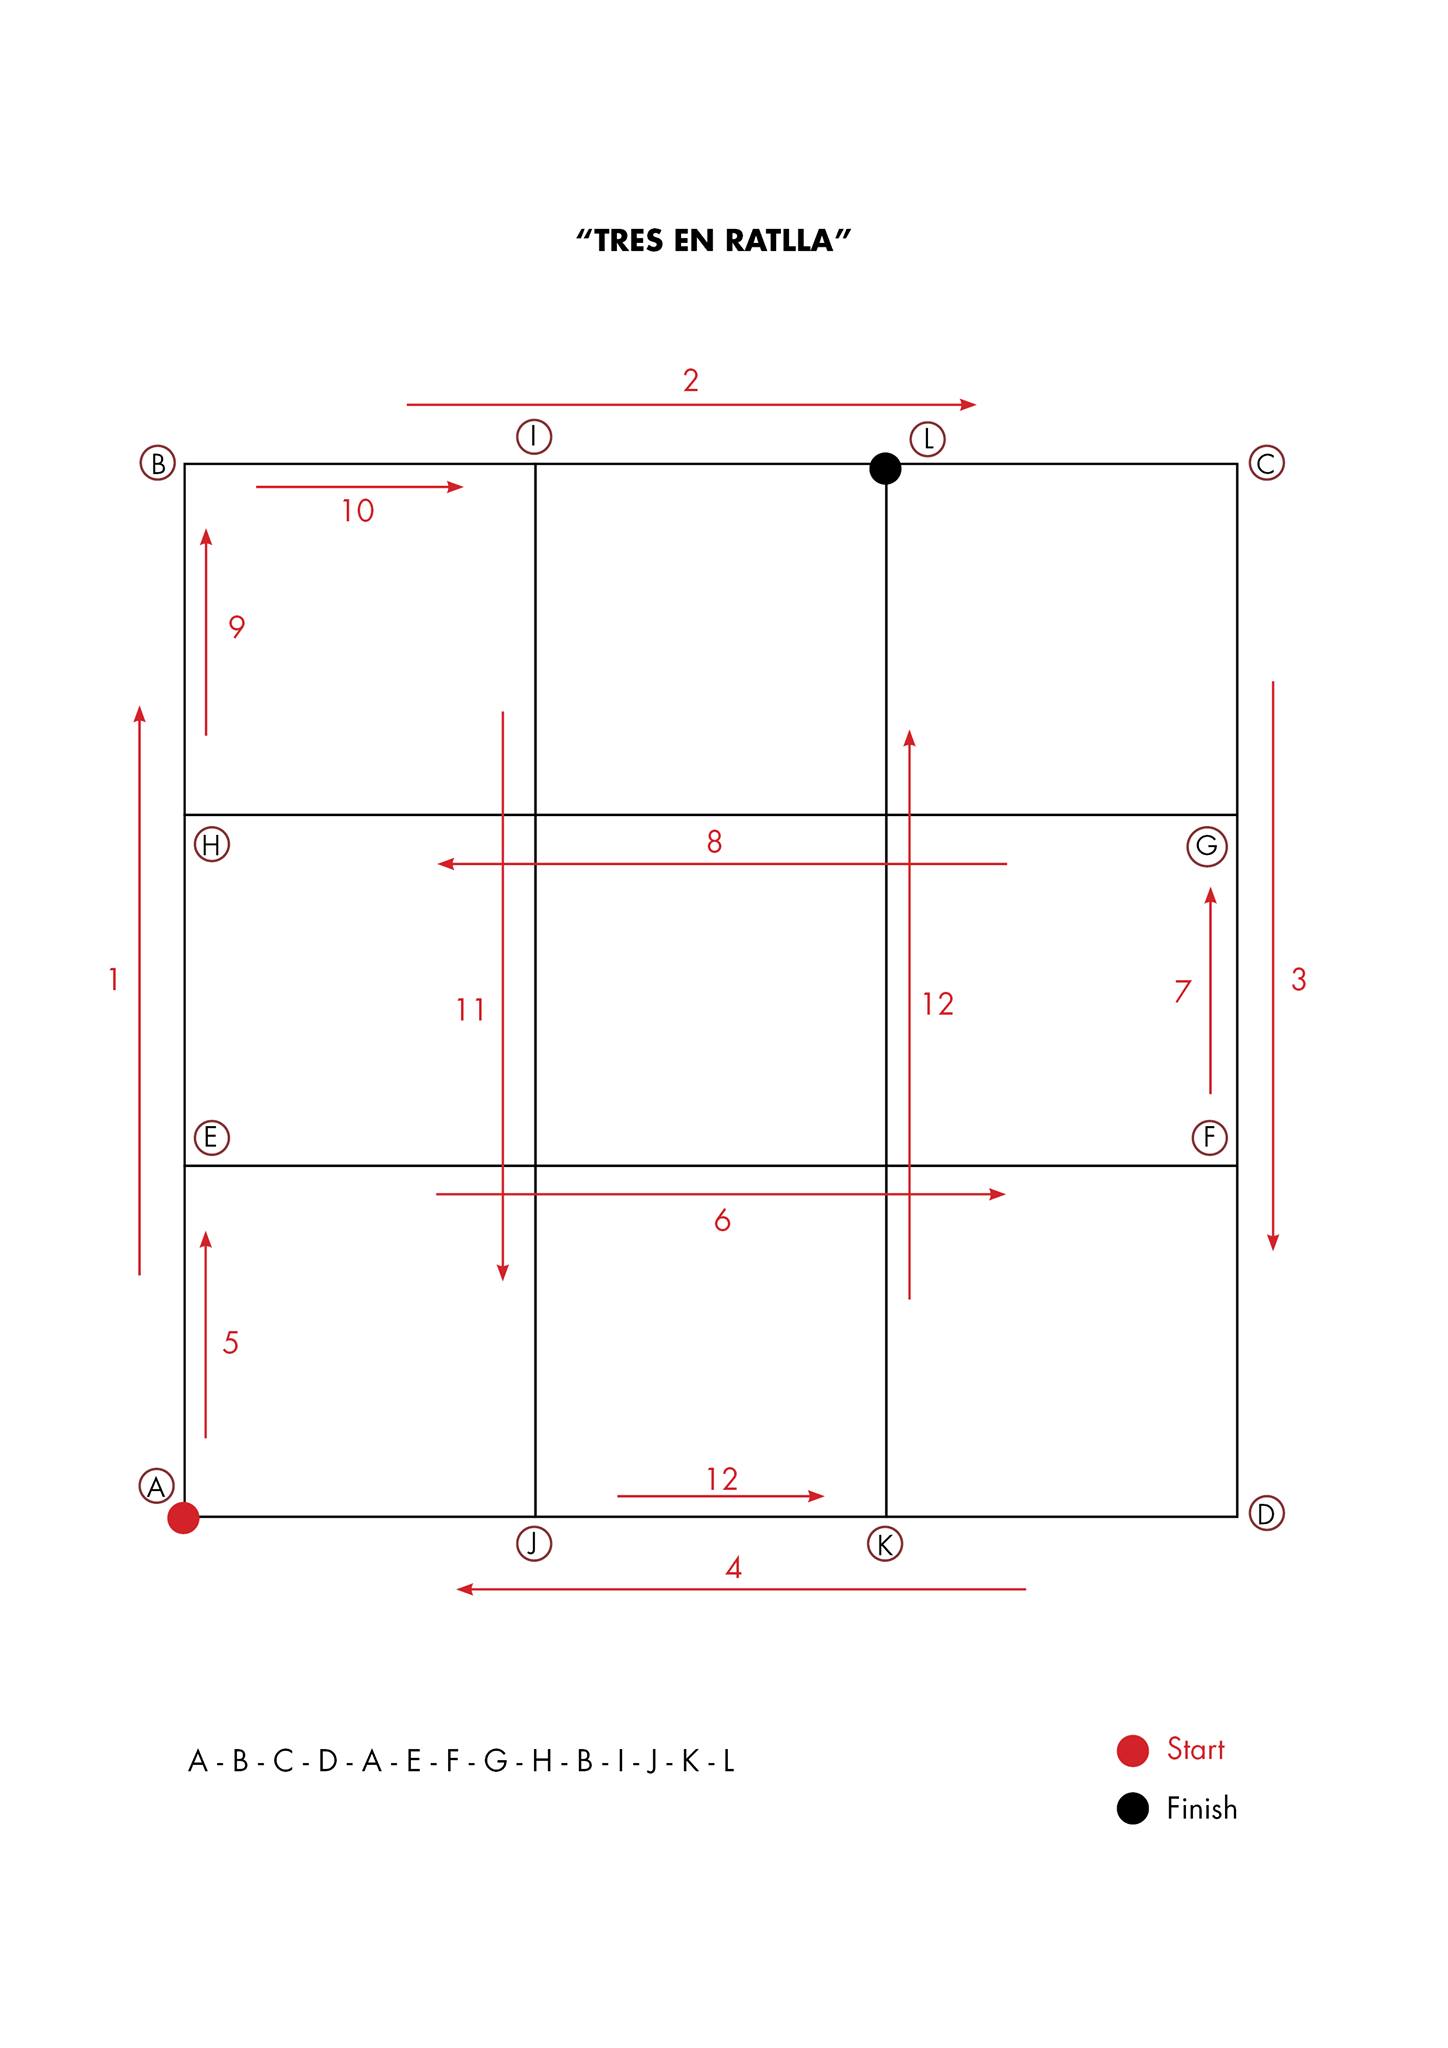 “TRES EN RATLLA”
2
I
L
B
C
10
9
H
8
G
1
11
12
7
3
E
F
6
5
A
12
D
J
K
4
A - B - C - D - A - E - F - G - H - B - I - J - K - L
Start
Finish